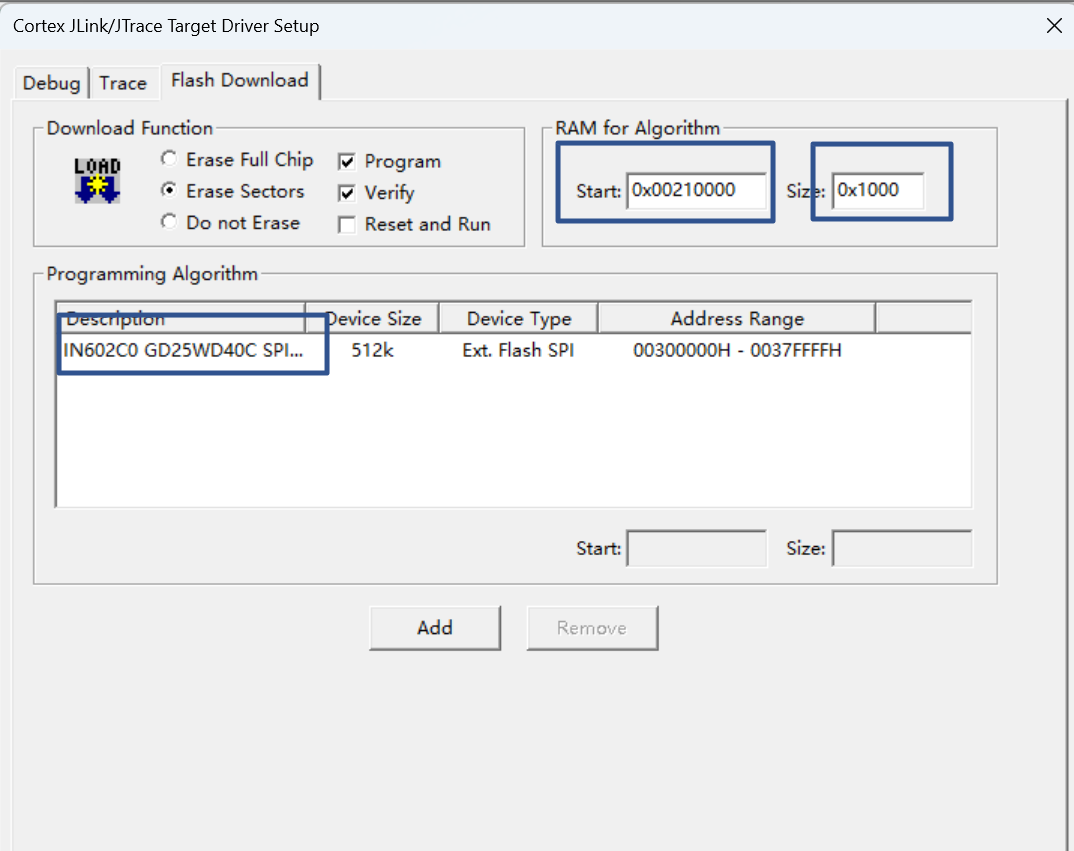 Cortex JLink/JTrace Target Driver Setup
Debug Trace Flash Download
Download Function
LOAD
Erase Full Chip
Erase Sectors
Do not Erase
Program
Verify
Reset and Run
RAM for Algorithm
Start: 0x00210000 Size: 0x1000
Programming Algorithm
Description Device Size Device Type Address Range
IN602C0 GD25WD40C SPI... 512k Ext. Flash SPI 00300000H - 0037FFFFH
Start: Size:
Add Remove